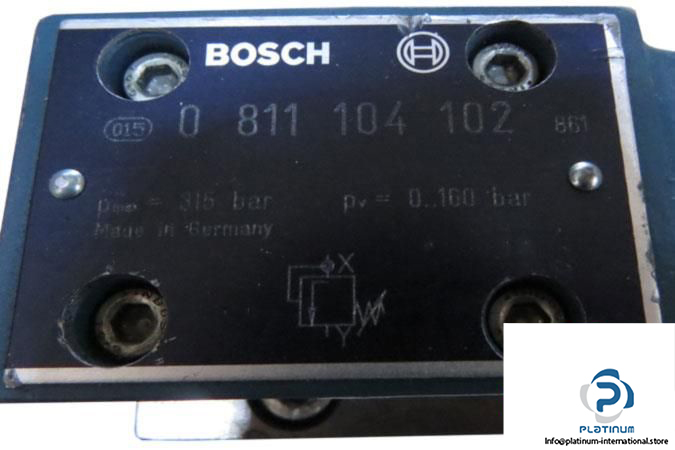 BOSCH
015 0 811 104 102 861
pmax = 315 bar pv = 0..160 bar
Made in Germany
X
Y
PLATINUM
Info@platinum-international.store